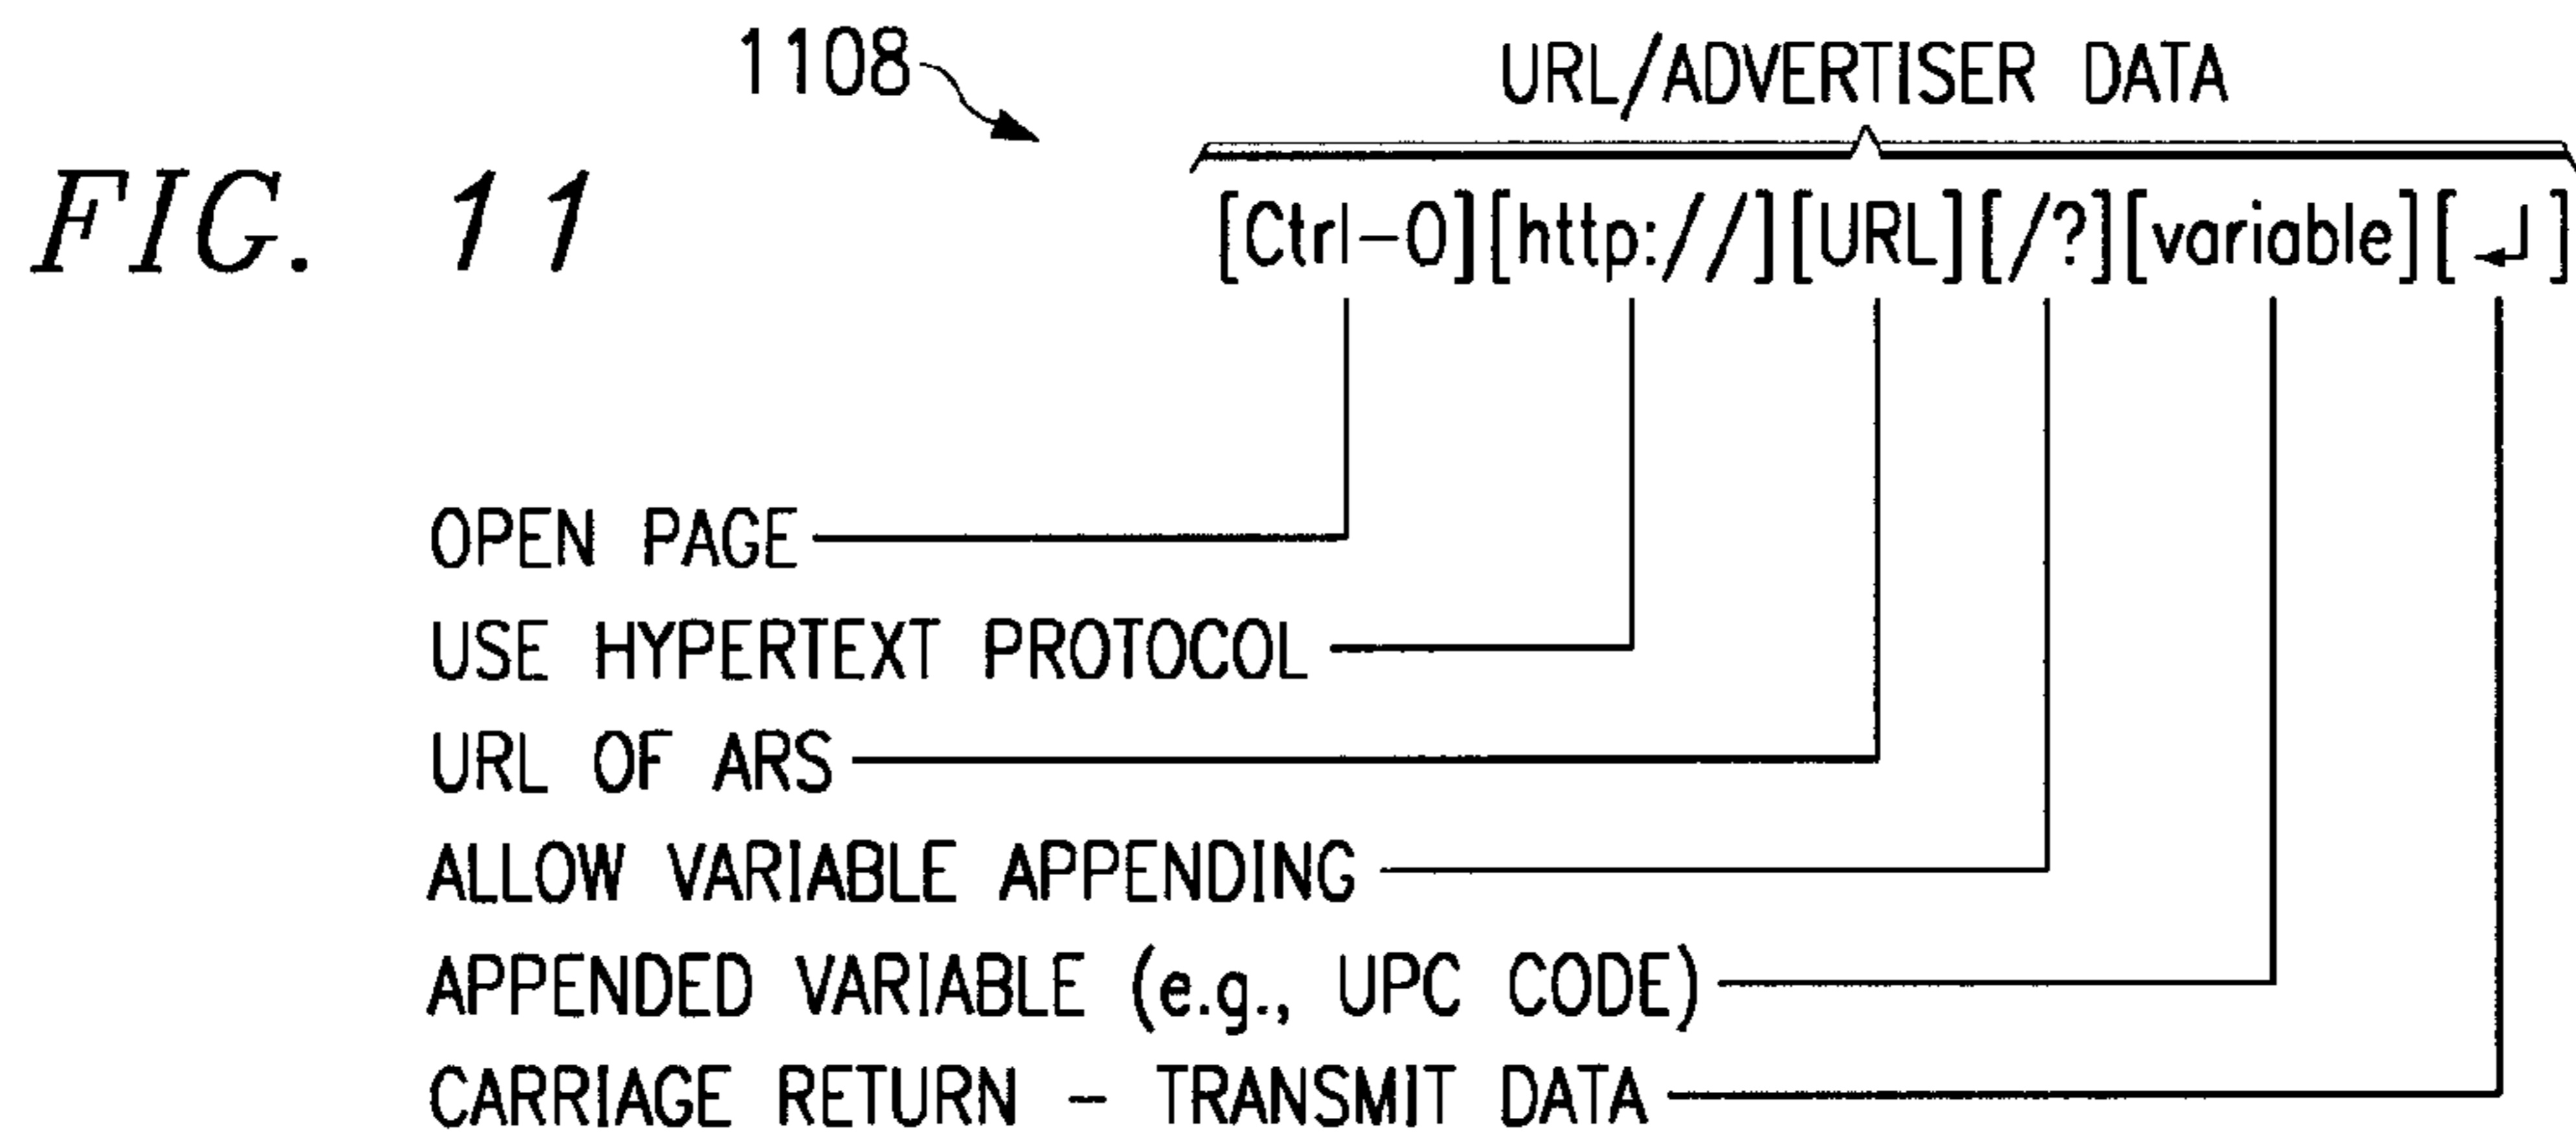 1108
URL/ADVERTISER DATA
FIG. 11
[Ctrl-O][http://][URL][/?][variable][↵]
OPEN PAGE
USE HYPERTEXT PROTOCOL
URL OF ARS
ALLOW VARIABLE APPENDING
APPENDED VARIABLE (e.g., UPC CODE)
CARRIAGE RETURN - TRANSMIT DATA